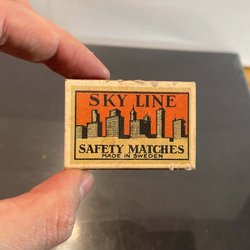 SKY LINE
SAFETY MATCHES
MADE IN SWEDEN